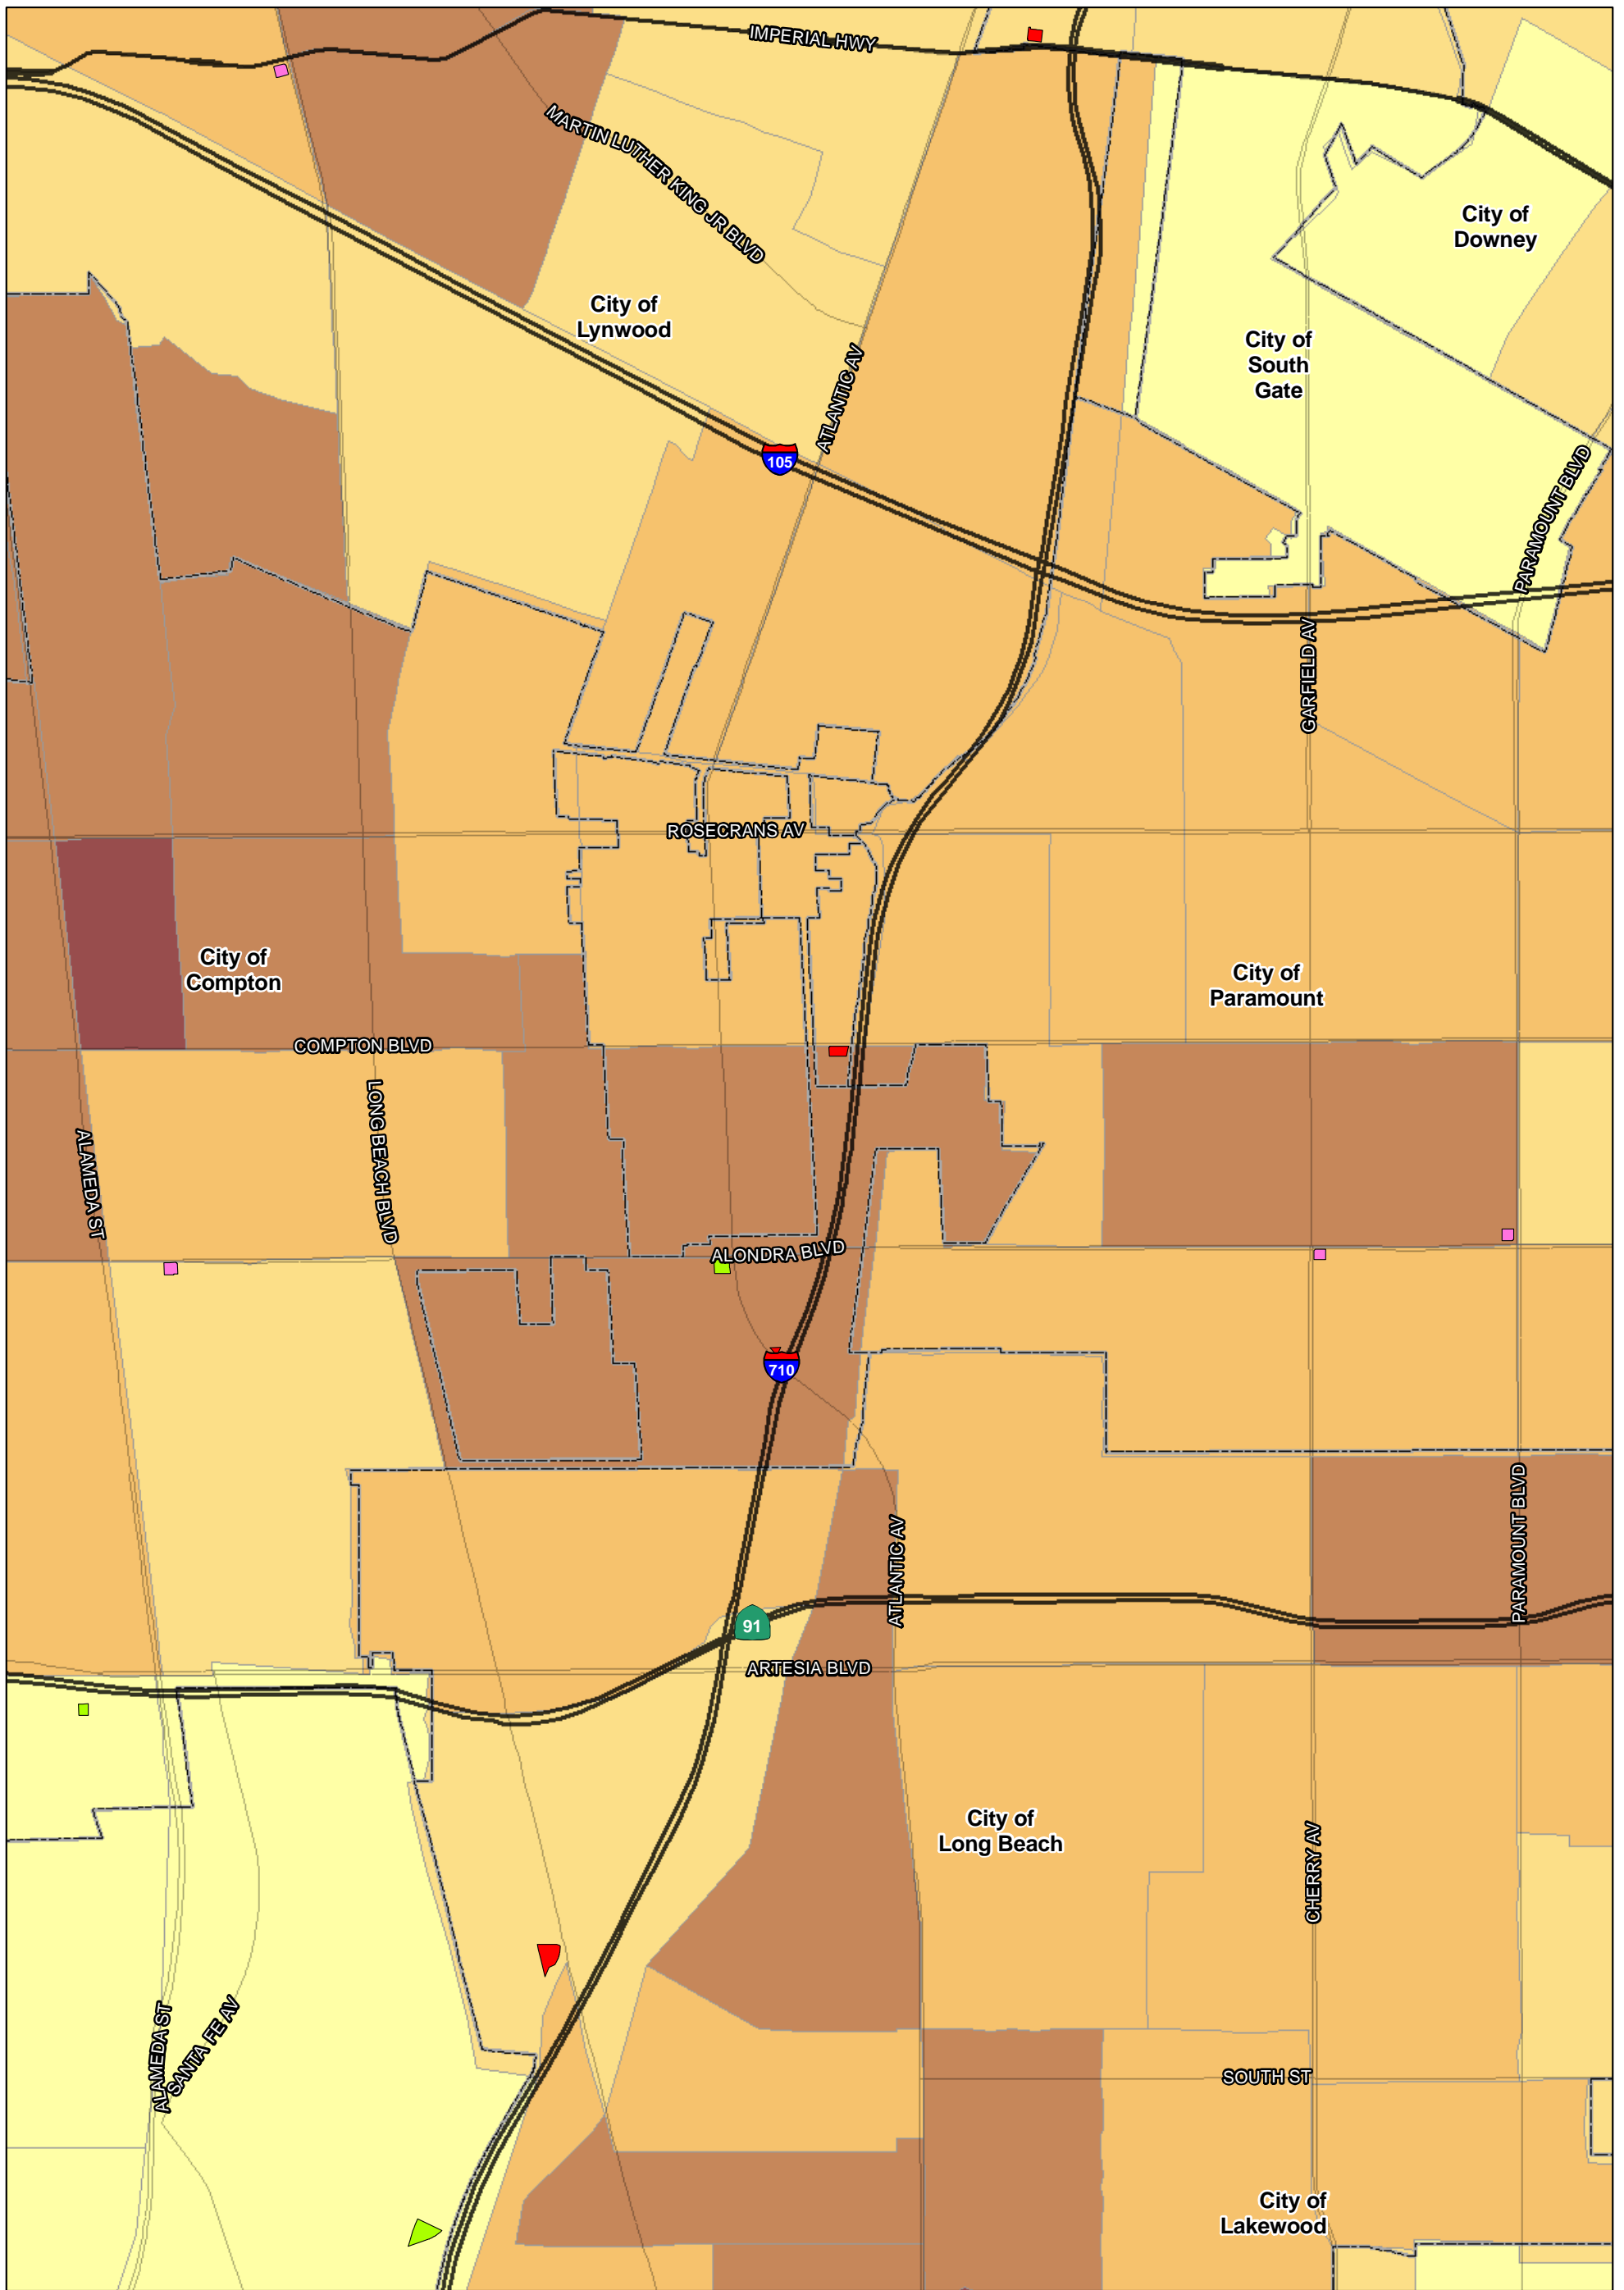 IMPERIAL HWY
MARTIN LUTHER KING JR BLVD
City of
Downey
City of
Lynwood
City of
South
Gate
ATLANTIC AV
105
PARAMOUNT BLVD
GARFIELD AV
ROSECRANS AV
City of
Compton
City of
Paramount
COMPTON BLVD
LONG BEACH BLVD
ALAMEDA ST
ALONDRA BLVD
710
PARAMOUNT BLVD
ATLANTIC AV
91
ARTESIA BLVD
City of
Long Beach
CHERRY AV
ALAMEDA ST
SANTA FE AV
SOUTH ST
City of
Lakewood